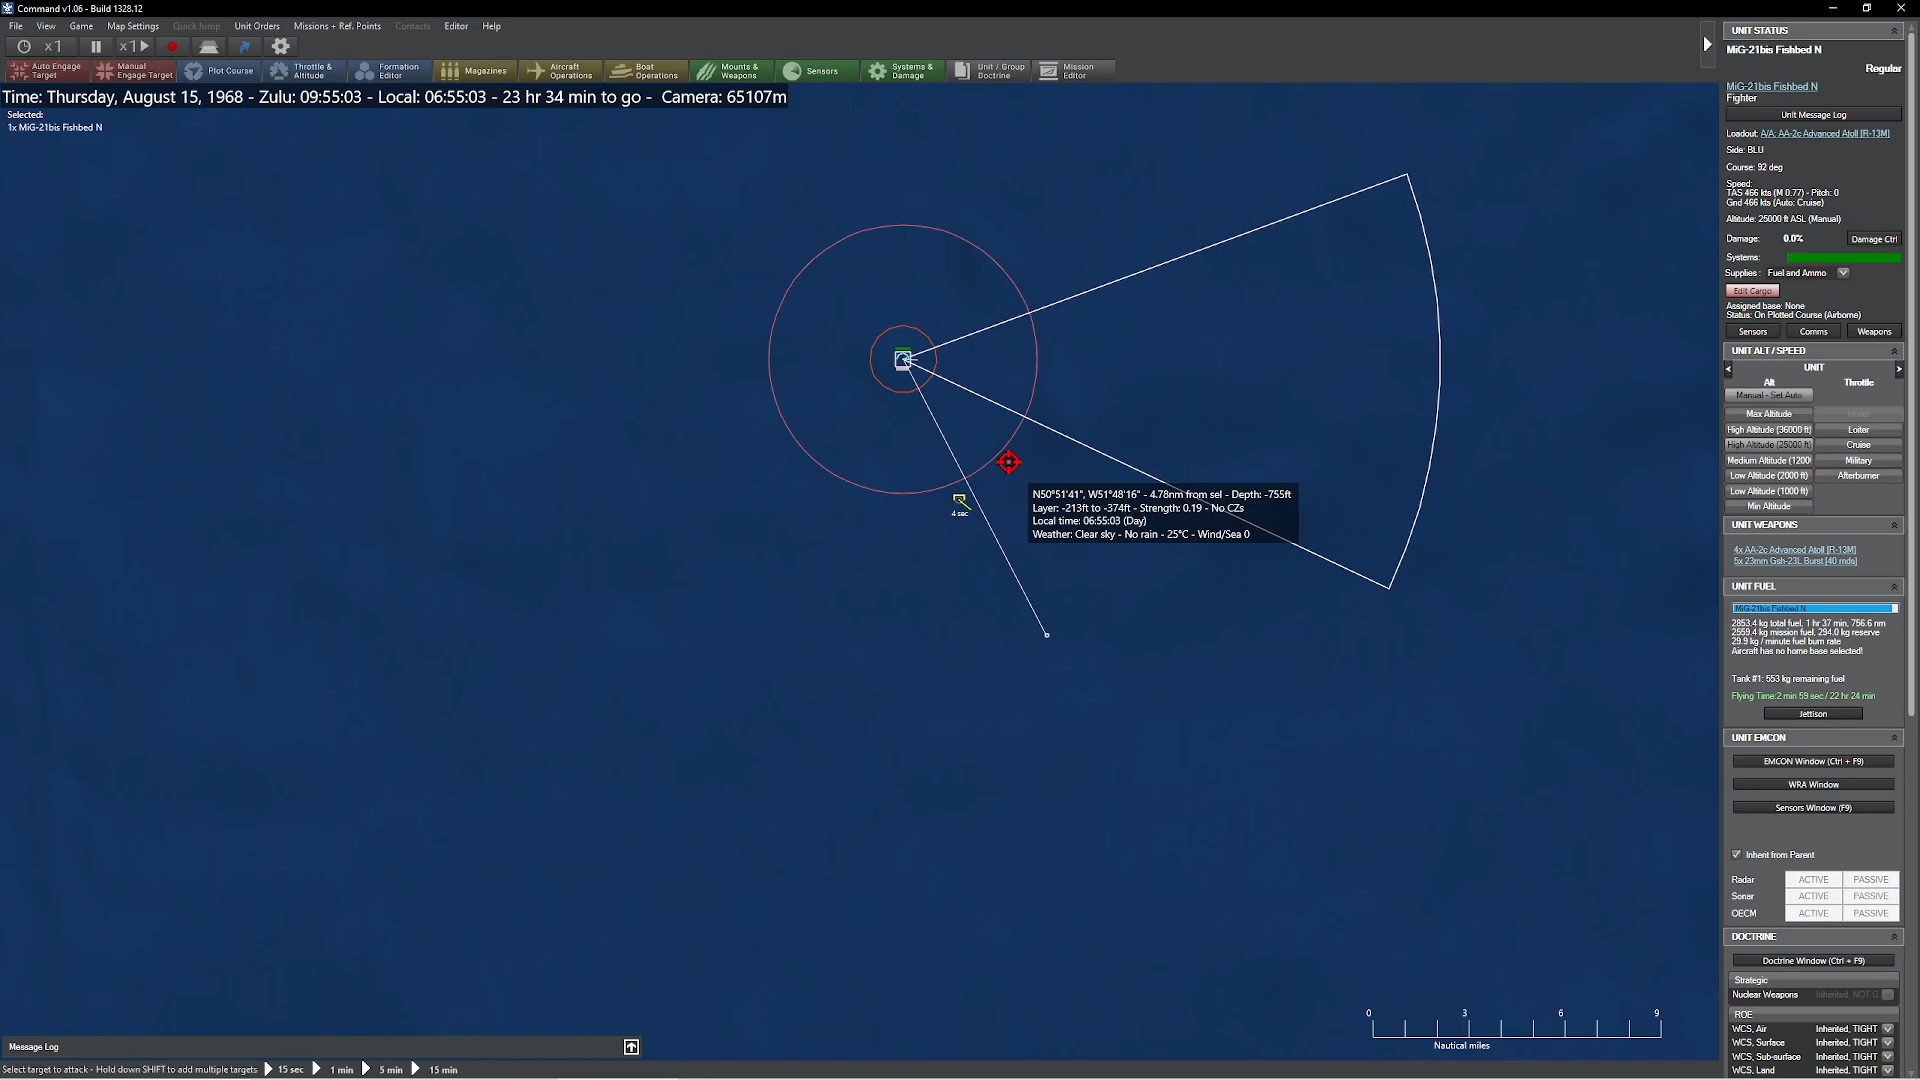 Command v1.06 - Build 1328.12
File View Game Map Settings Quick Jump Unit Orders Missions + Ref. Points Contacts Editor Help
x1 x1
Auto Engage Target
Manual Engage Target
Plot Course
Throttle & Altitude
Formation Editor
Magazines
Aircraft Operations
Boat Operations
Mounts & Weapons
Sensors
Systems & Damage
Unit / Group Doctrine
Mission Editor
Time: Thursday, August 15, 1968 - Zulu: 09:55:03 - Local: 06:55:03 - 23 hr 34 min to go - Camera: 65107m
Selected:
1x MiG-21bis Fishbed N
4 sec
N50°51'41", W51°48'16" - 4.78nm from sel - Depth: -755ft
Layer: -213ft to -374ft - Strength: 0.19 - No CZs
Local time: 06:55:03 (Day)
Weather: Clear sky - No rain - 25°C - Wind/Sea 0
0 3 6 9
Nautical miles
Message Log
Select target to attack - Hold down SHIFT to add multiple targets 15 sec 1 min 5 min 15 min
UNIT STATUS
MiG-21bis Fishbed N
Regular
MiG-21bis Fishbed N
Fighter
Unit Message Log
Loadout: A/A: AA-2c Advanced Atoll [R-13M]
Side: BLU
Course: 92 deg
Speed:
TAS 466 kts (M 0.77) - Pitch: 0
Gnd 466 kts (Auto: Cruise)
Altitude: 25000 ft ASL (Manual)
Damage: 0.0% Damage Ctrl
Systems:
Supplies : Fuel and Ammo
Edit Cargo
Assigned base: None
Status: On Plotted Course (Airborne)
Sensors Comms Weapons
UNIT ALT / SPEED
< UNIT >
Alt Throttle
Manual - Set Auto
Max Altitude
High Altitude (36000 ft) Loiter
High Altitude (25000 ft) Cruise
Medium Altitude (1200 Military
Low Altitude (2000 ft) Afterburner
Low Altitude (1000 ft)
Min Altitude
UNIT WEAPONS
4x AA-2c Advanced Atoll [R-13M]
5x 23mm Gsh-23L Burst [40 rnds]
UNIT FUEL
MiG-21bis Fishbed N
2853.4 kg total fuel, 1 hr 37 min, 756.6 nm
2559.4 kg mission fuel, 294.0 kg reserve
29.9 kg / minute fuel burn rate
Aircraft has no home base selected!
Tank #1: 553 kg remaining fuel
Flying Time:2 min 59 sec / 22 hr 24 min
Jettison
UNIT EMCON
EMCON Window (Ctrl + F9)
WRA Window
Sensors Window (F9)
Inherit from Parent
Radar ACTIVE PASSIVE
Sonar ACTIVE PASSIVE
OECM ACTIVE PASSIVE
DOCTRINE
Doctrine Window (Ctrl + F9)
Strategic
Nuclear Weapons Inherited, NOT G
ROE
WCS, Air Inherited, TIGHT
WCS, Surface Inherited, TIGHT
WCS, Sub-surface Inherited, TIGHT
WCS, Land Inherited, TIGHT